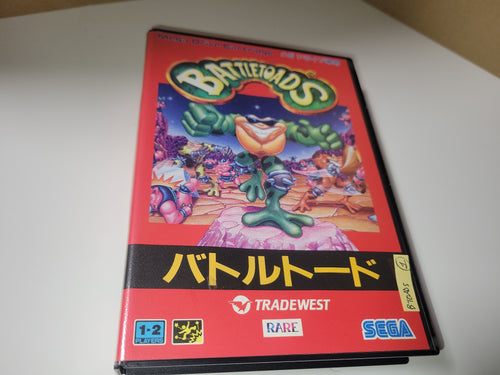 BATTLETOADS
バトルトード
TRADEWEST
RARE
1-2
PLAYERS
SEGA